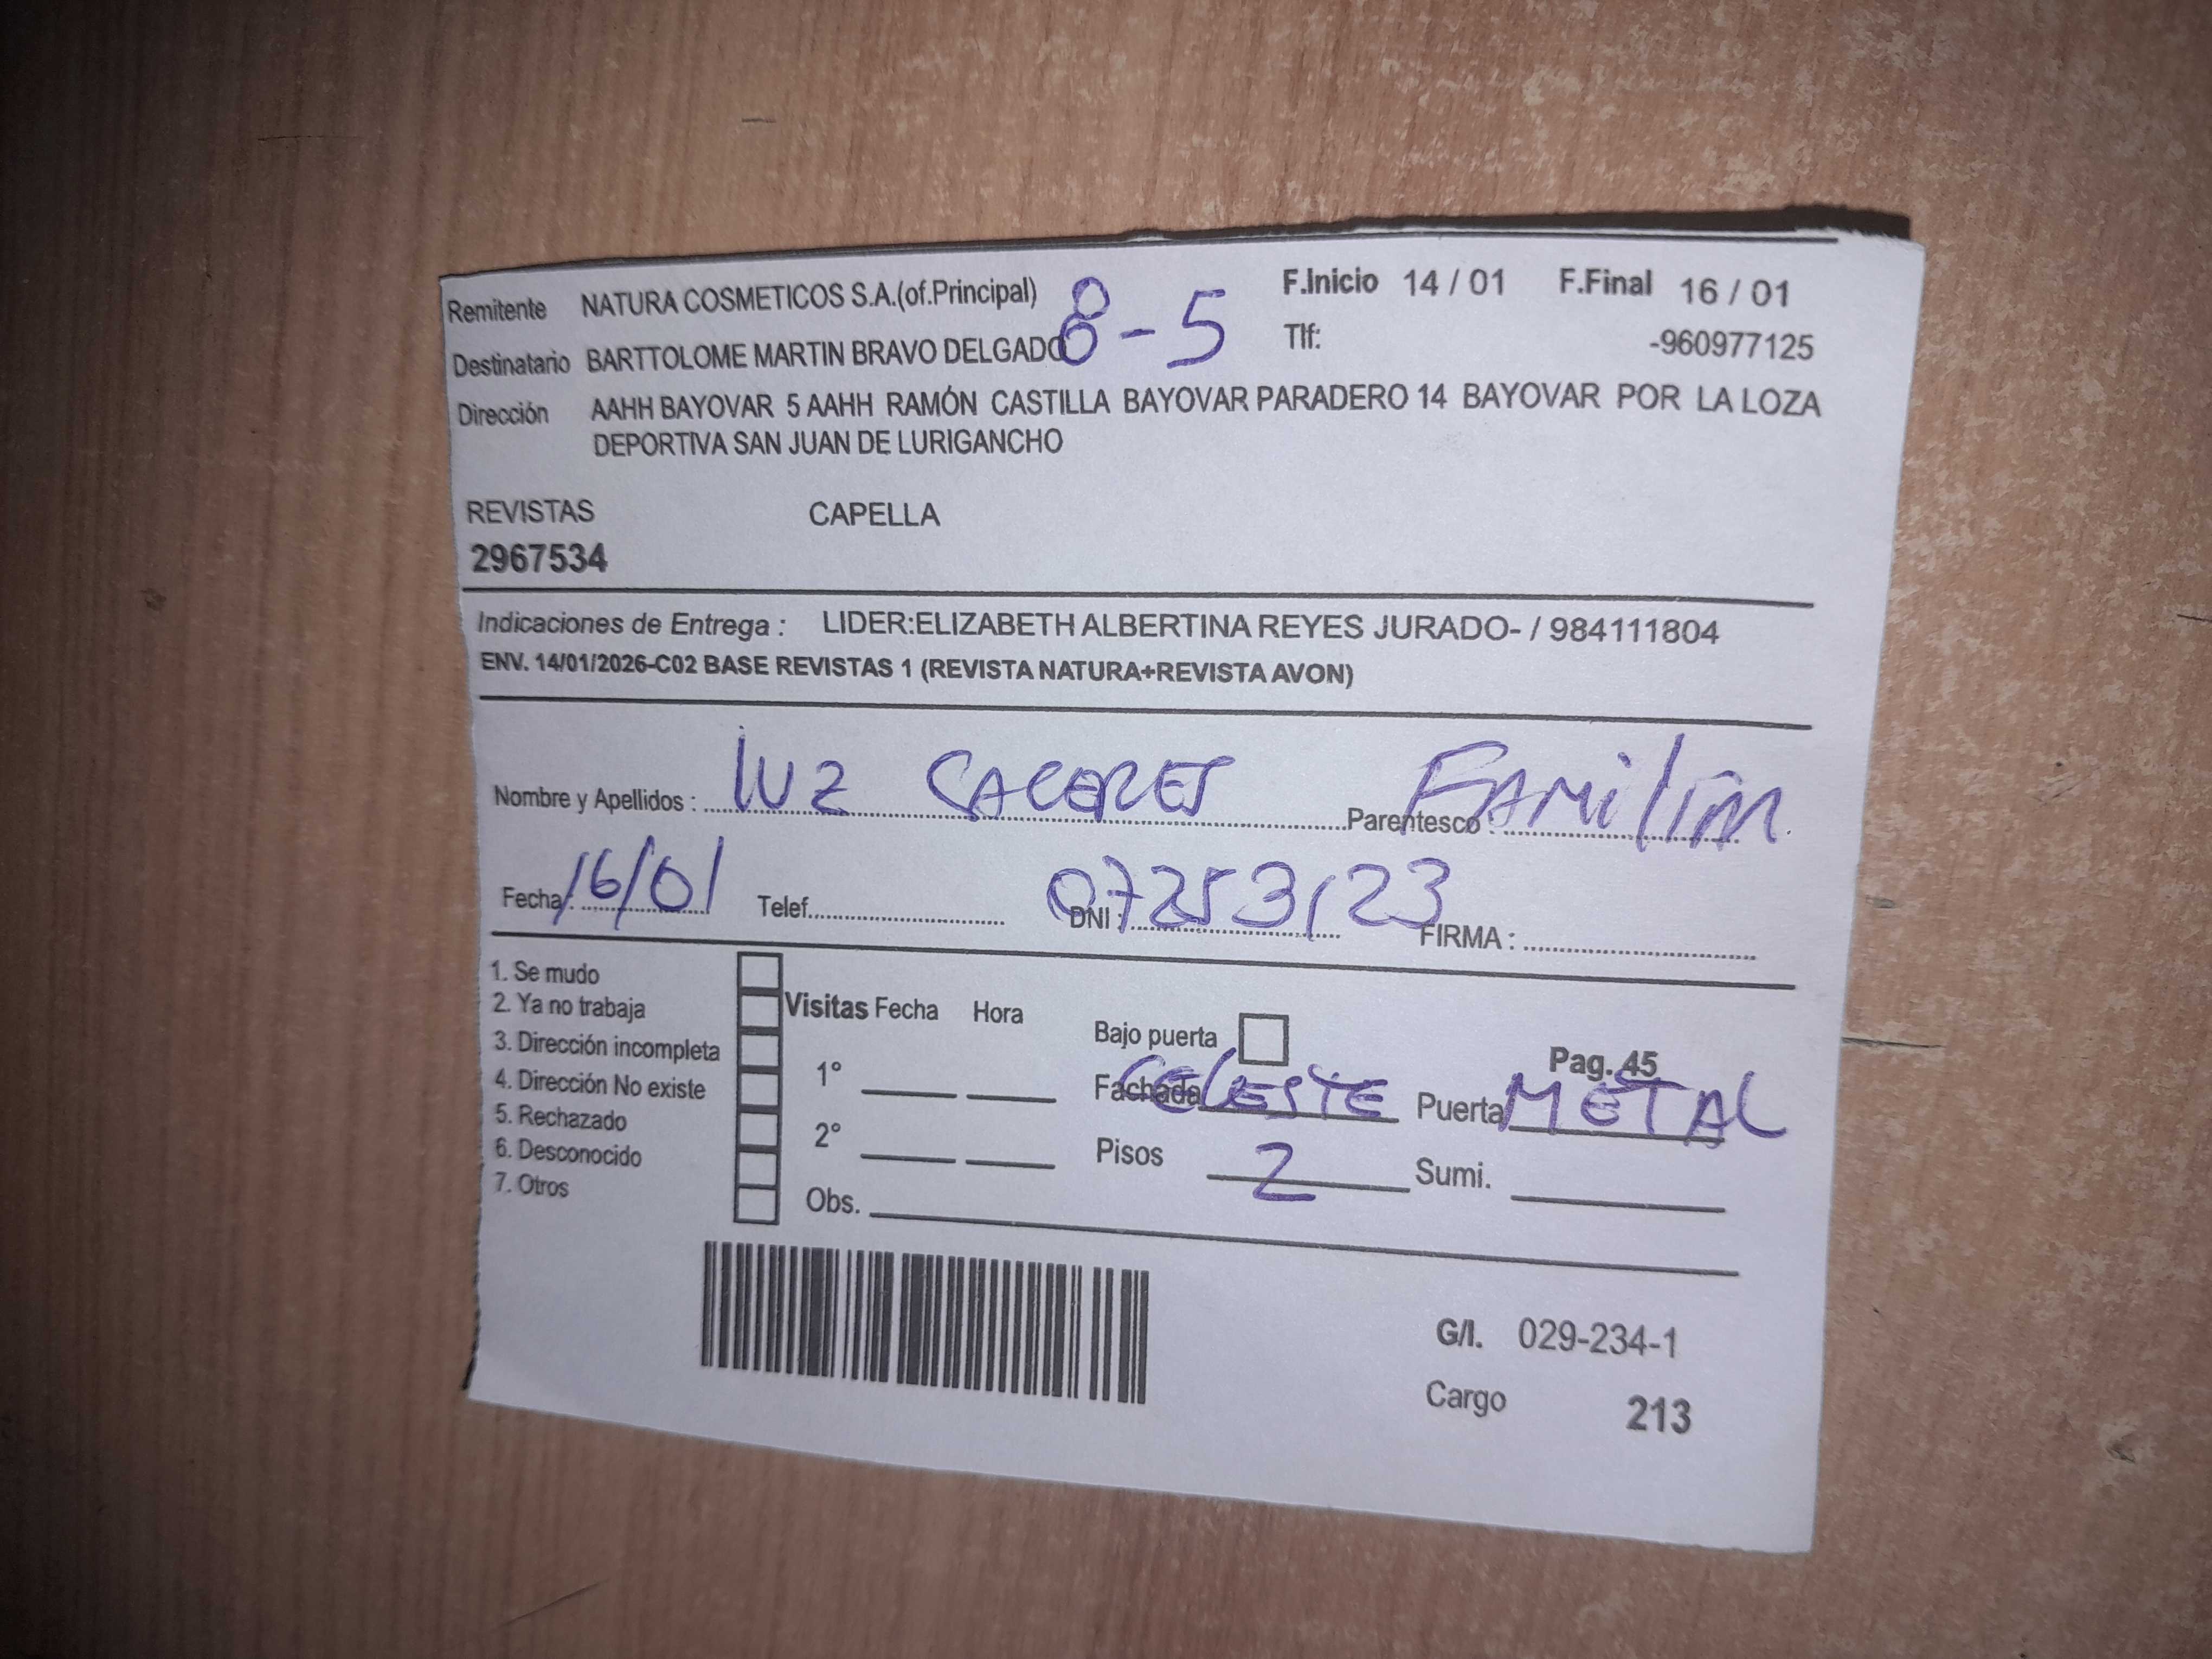 Remitente NATURA COSMETICOS S.A.(of.Principal) F.Inicio 14 / 01 F.Final 16 / 01
8-5
Destinatario BARTTOLOME MARTIN BRAVO DELGADO Tlf: -960977125
Dirección AAHH BAYOVAR 5 AAHH RAMÓN CASTILLA BAYOVAR PARADERO 14 BAYOVAR POR LA LOZA
DEPORTIVA SAN JUAN DE LURIGANCHO
REVISTAS CAPELLA
2967534
Indicaciones de Entrega : LIDER:ELIZABETH ALBERTINA REYES JURADO- / 984111804
ENV. 14/01/2026-C02 BASE REVISTAS 1 (REVISTA NATURA+REVISTA AVON)
Nombre y Apellidos : LUZ CACERES Parentesco :
Fecha : 16/01 Telef. DNI : 07253123 FIRMA :
1. Se mudo
2. Ya no trabaja Visitas Fecha Hora Bajo puerta
3. Dirección incompleta 1° Pag. 45
4. Dirección No existe Fachada CELESTE Puerta METAL
5. Rechazado 2°
6. Desconocido Pisos 2 Sumi.
7. Otros Obs.
G/I. 029-234-1
Cargo 213